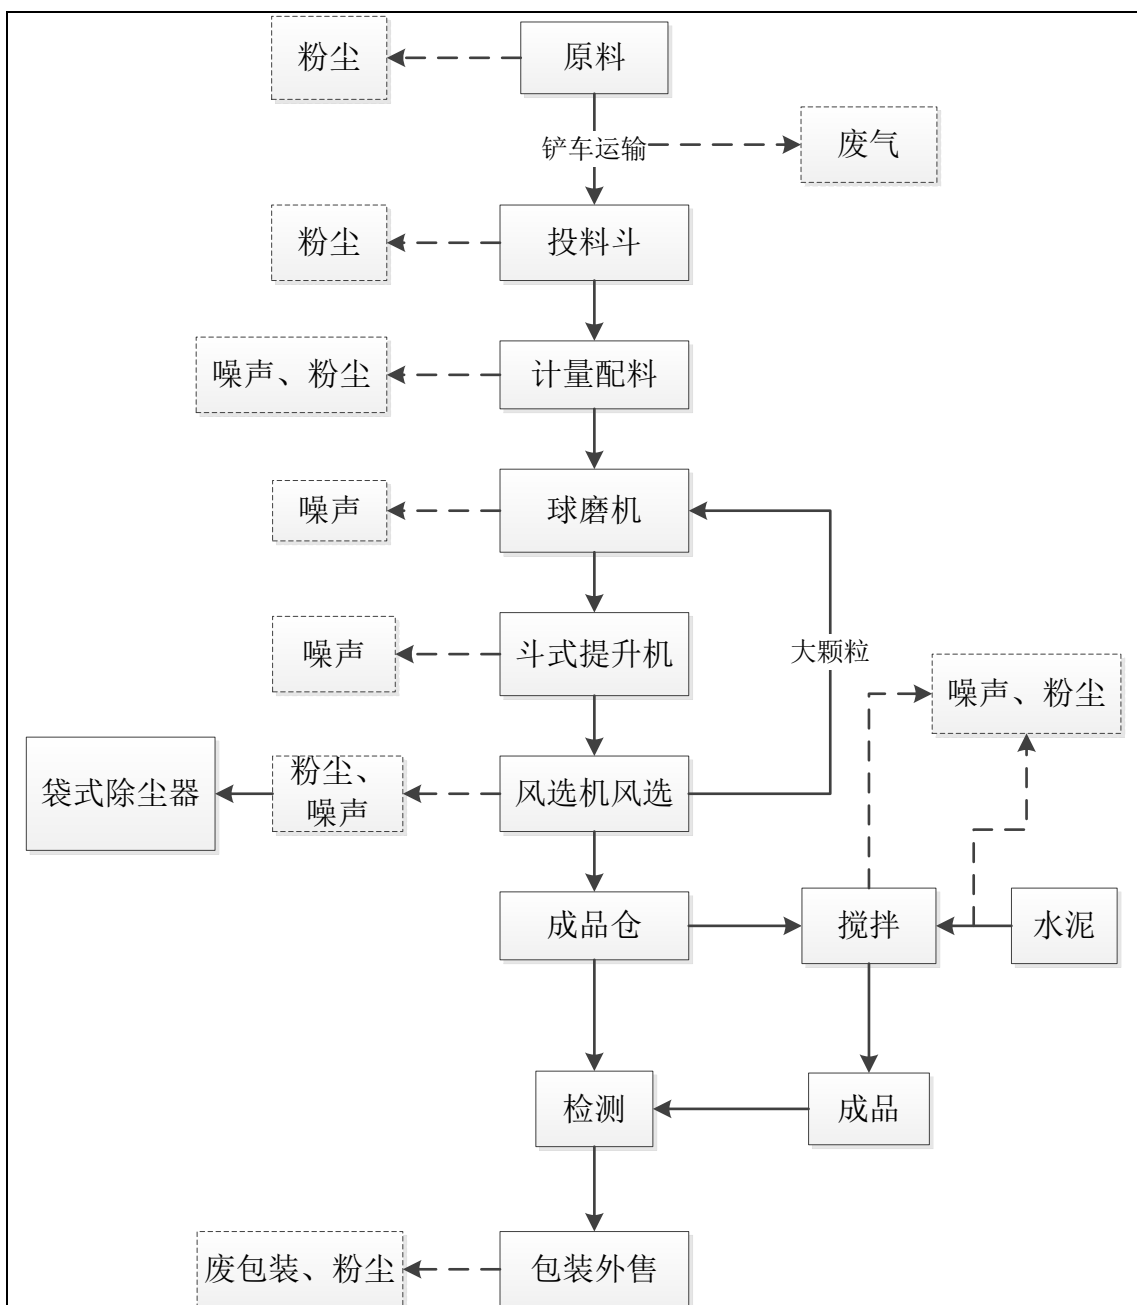 粉尘
原料
铲车运输
废气
粉尘
投料斗
噪声、粉尘
计量配料
噪声
球磨机
噪声
斗式提升机
大颗粒
噪声、粉尘
袋式除尘器
粉尘、
噪声
风选机风选
成品仓
搅拌
水泥
检测
成品
废包装、粉尘
包装外售